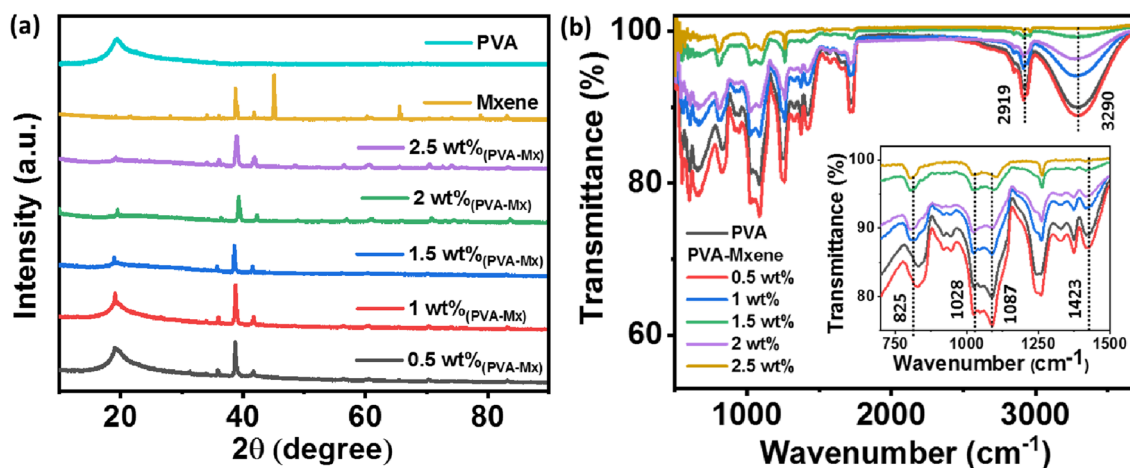 (a)
PVA
Mxene
2.5 wt%(PVA-Mx)
2 wt%(PVA-Mx)
1.5 wt%(PVA-Mx)
1 wt%(PVA-Mx)
0.5 wt%(PVA-Mx)
Intensity (a.u.)
20 40 60 80
2θ (degree)
(b)
100
80
60
Transmittance (%)
2919
3290
PVA
PVA-Mxene
0.5 wt%
1 wt%
1.5 wt%
2 wt%
2.5 wt%
100
90
80
Transmittance (%)
825
1028
1087
1423
750 1000 1250 1500
Wavenumber (cm-1)
1000 2000 3000
Wavenumber (cm-1)